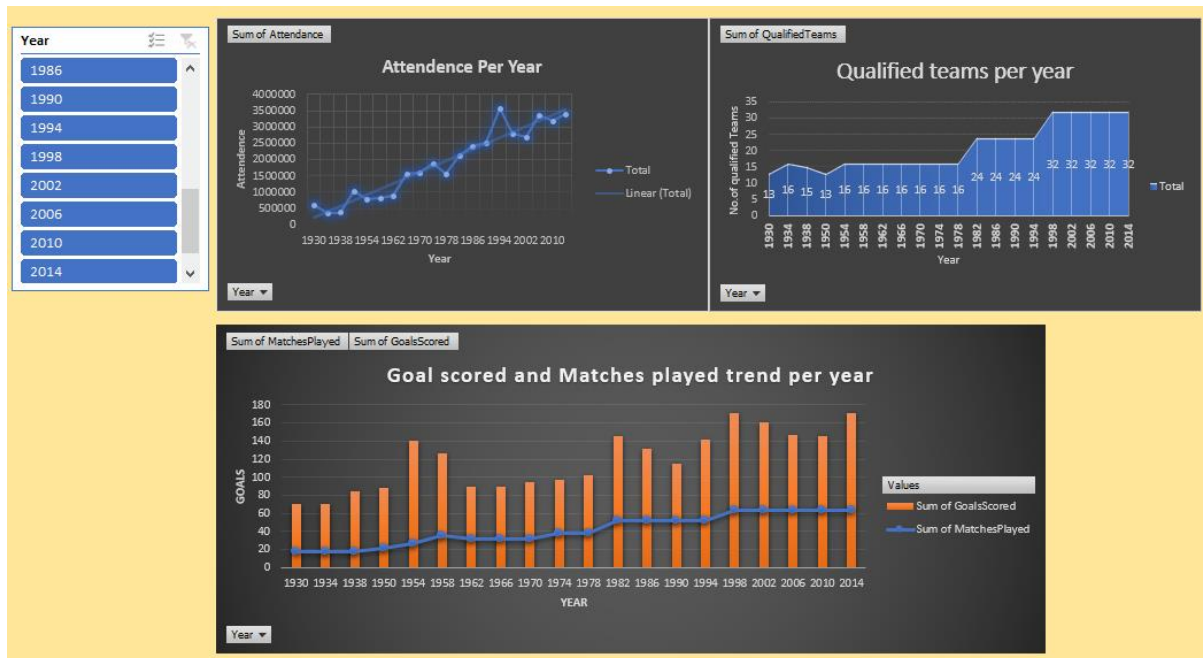 Year
1986
1990
1994
1998
2002
2006
2010
2014
Sum of Attendance
Attendence Per Year
4000000
3500000
3000000
2500000
2000000
1500000
1000000
500000
0
Attendence
1930 1938 1954 1962 1970 1978 1986 1994 2002 2010
Year
Total
Linear (Total)
Year
Sum of QualifiedTeams
Qualified teams per year
35
30
25
20
15
10
5
0
No.of qualified Teams
13 16 15 13 16 16 16 16 16 16 16 24 24 24 24 32 32 32 32 32
1930 1934 1938 1950 1954 1958 1962 1966 1970 1974 1978 1982 1986 1990 1994 1998 2002 2006 2010 2014
Year
Total
Year
Sum of MatchesPlayed Sum of GoalsScored
Goal scored and Matches played trend per year
180
160
140
120
100
80
60
40
20
0
GOALS
1930 1934 1938 1950 1954 1958 1962 1966 1970 1974 1978 1982 1986 1990 1994 1998 2002 2006 2010 2014
YEAR
Values
Sum of GoalsScored
Sum of MatchesPlayed
Year